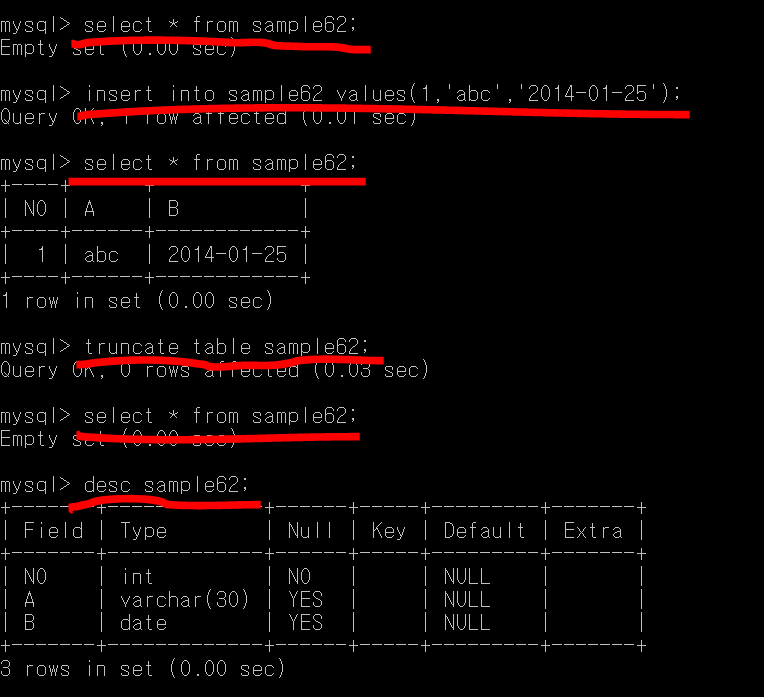 mysql> select * from sample62;
Empty set (0.00 sec)
mysql> insert into sample62 values(1,'abc','2014-01-25');
Query OK, 1 row affected (0.01 sec)
mysql> select * from sample62;
+----+------+------------+
| NO | A    | B          |
+----+------+------------+
|  1 | abc  | 2014-01-25 |
+----+------+------------+
1 row in set (0.00 sec)
mysql> truncate table sample62;
Query OK, 0 rows affected (0.03 sec)
mysql> select * from sample62;
Empty set (0.00 sec)
mysql> desc sample62;
+-------+-------------+------+-----+---------+-------+
| Field | Type        | Null | Key | Default | Extra |
+-------+-------------+------+-----+---------+-------+
| NO    | int         | NO   |     | NULL    |       |
| A     | varchar(30) | YES  |     | NULL    |       |
| B     | date        | YES  |     | NULL    |       |
+-------+-------------+------+-----+---------+-------+
3 rows in set (0.00 sec)